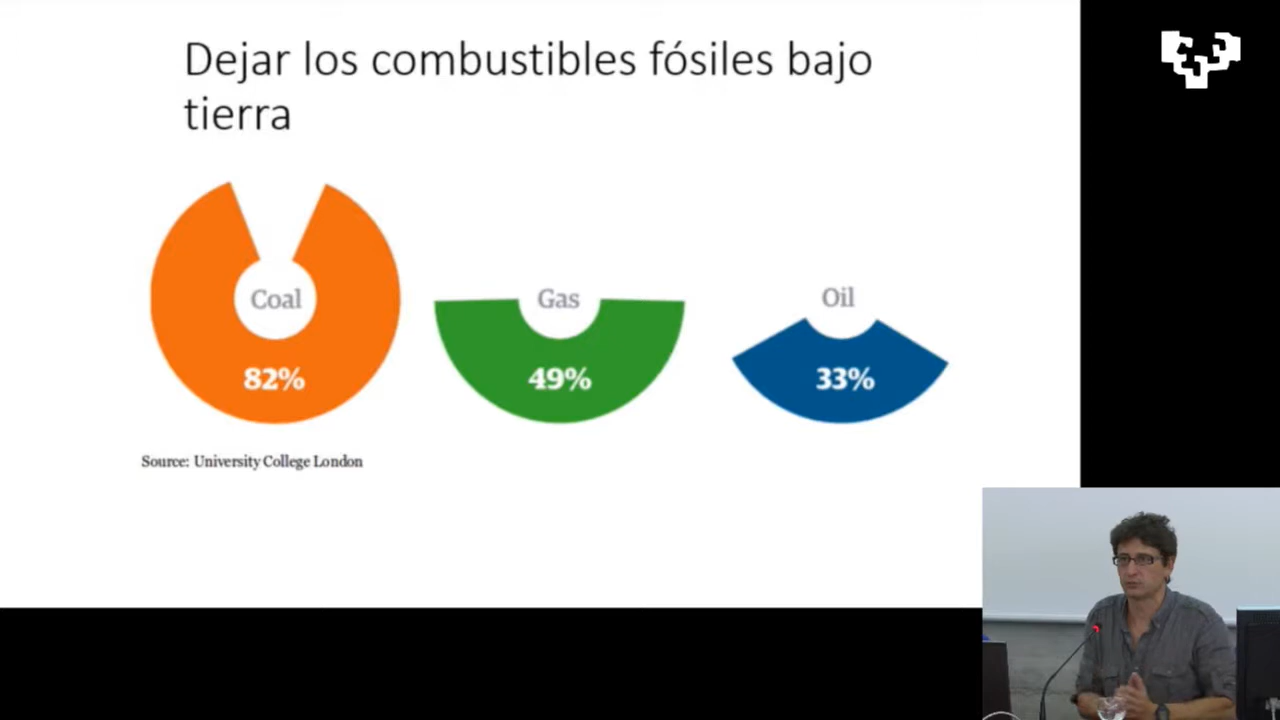 Dejar los combustibles fósiles bajo
tierra
Coal
82%
Gas
49%
Oil
33%
Source: University College London